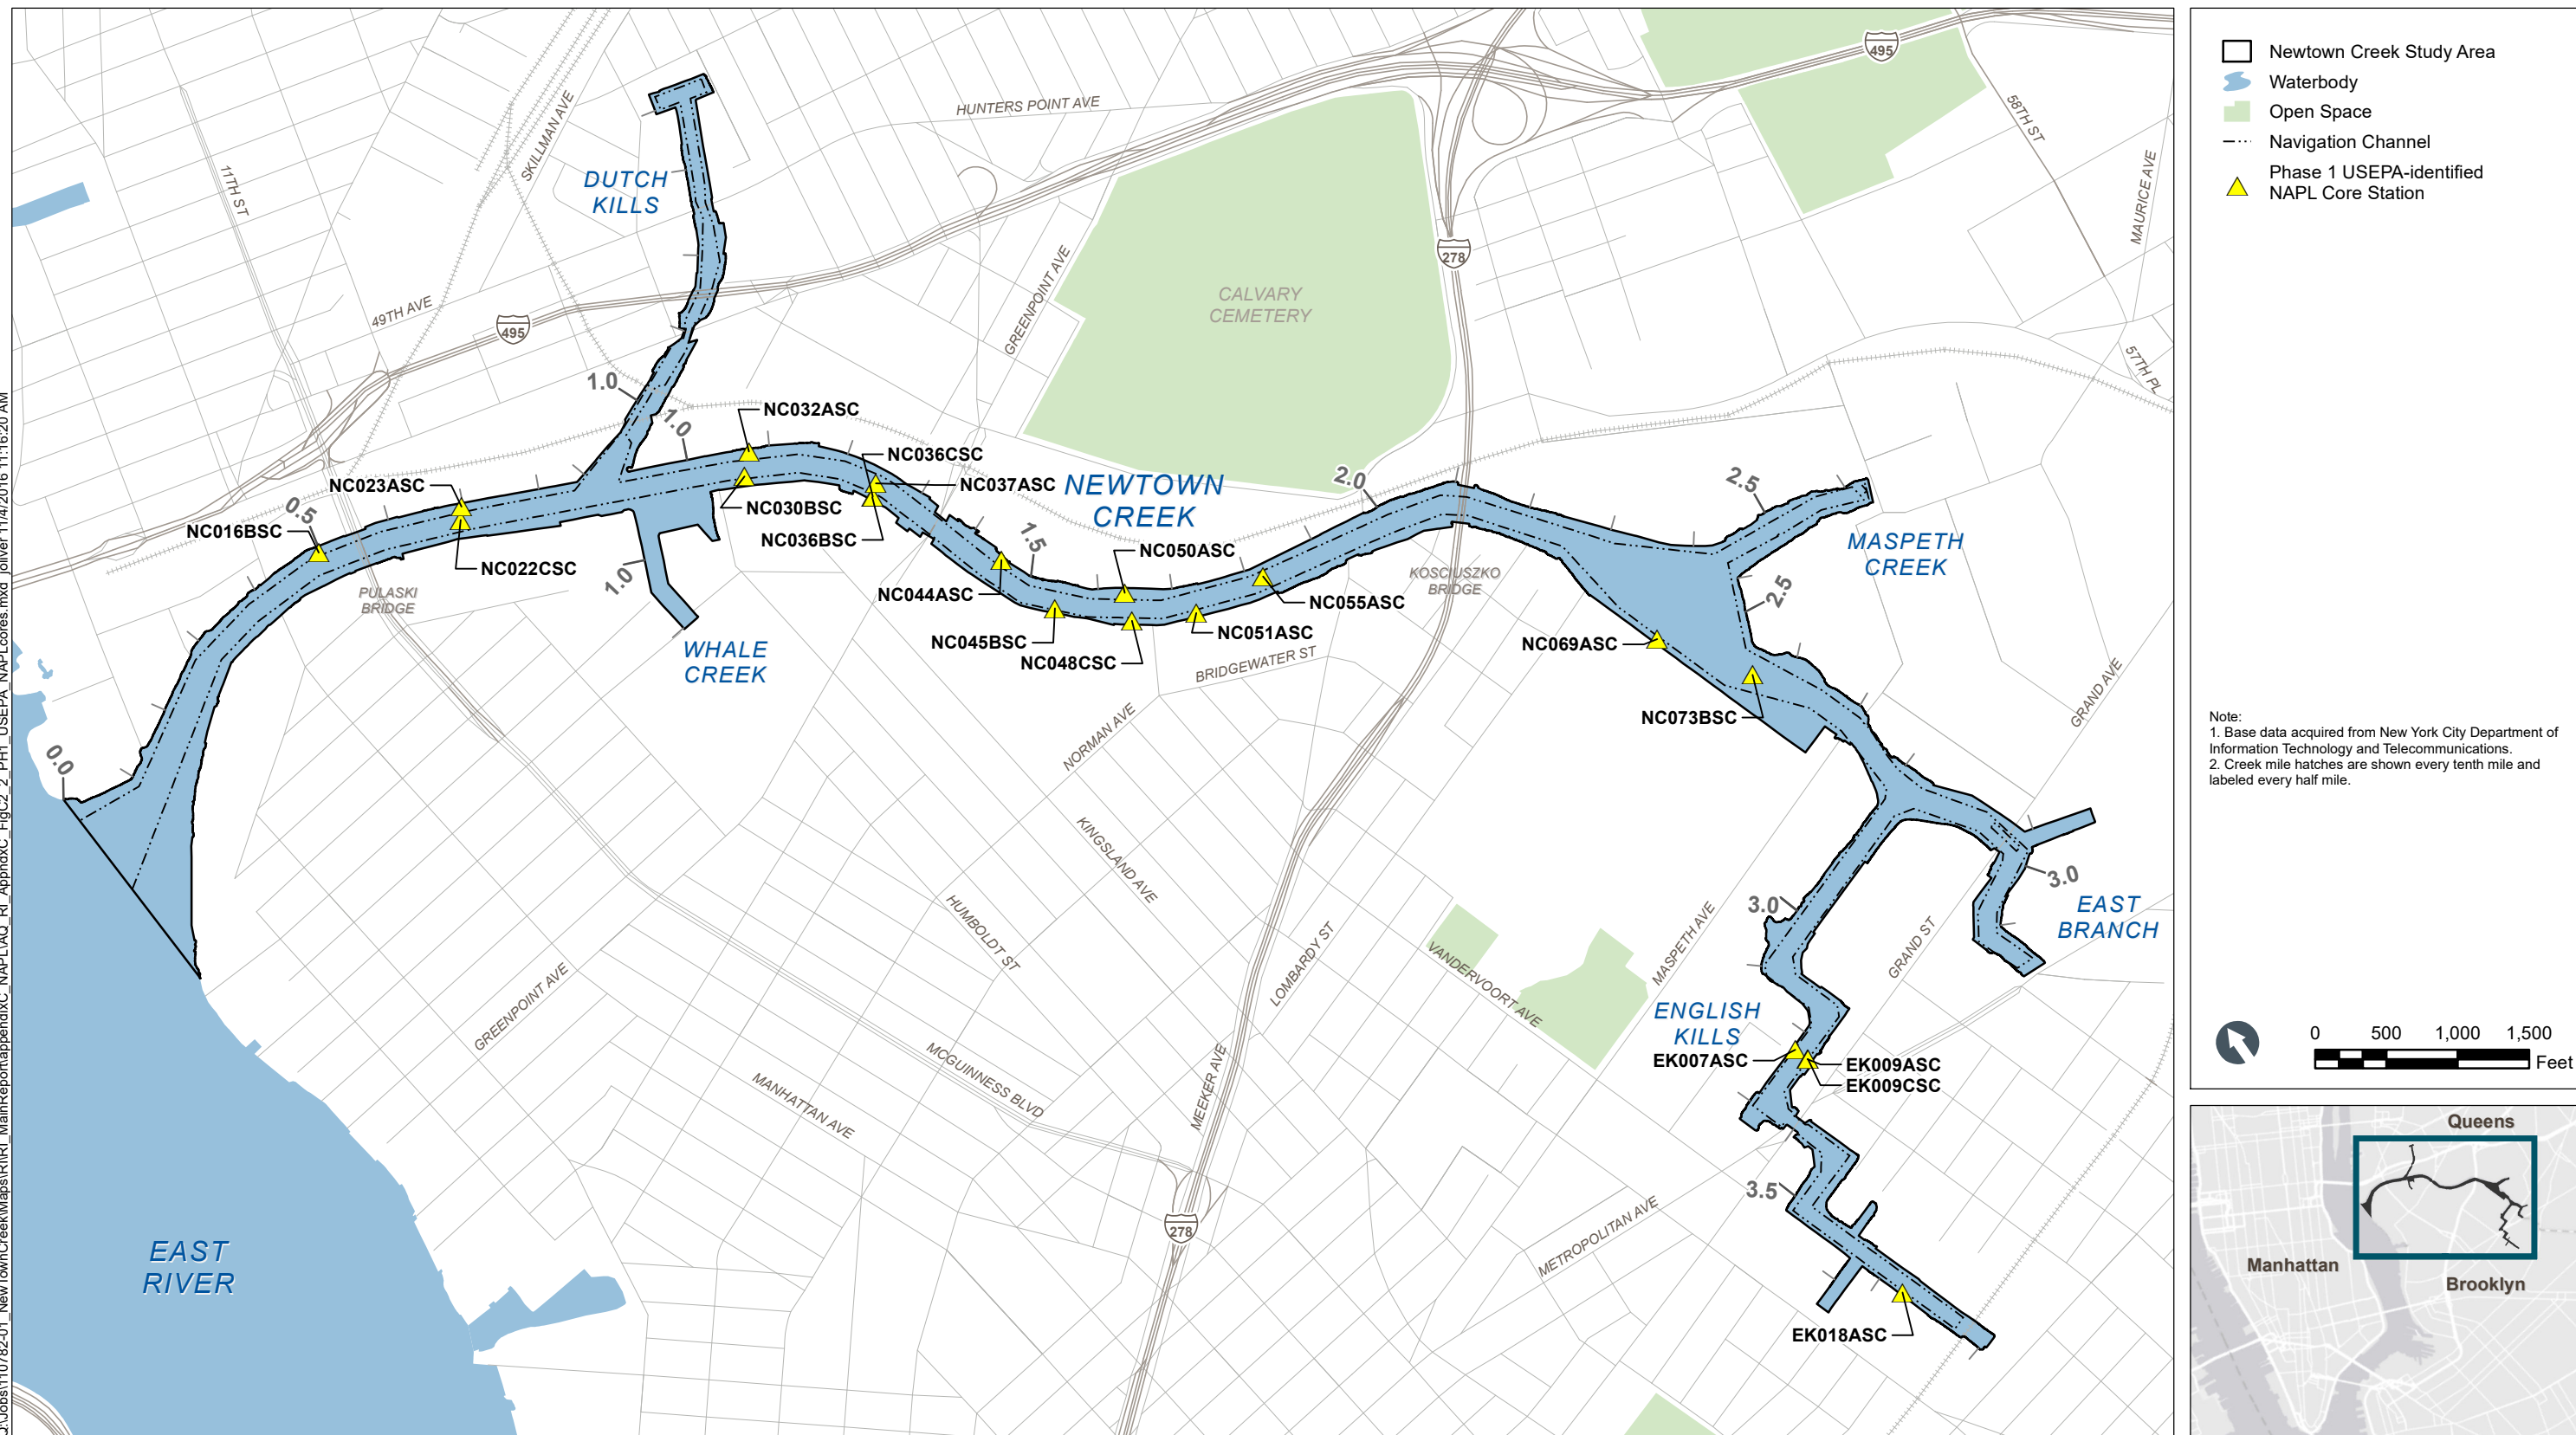 495
58TH ST
MAURICE AVE
57TH PL
GRAND AVE
HUNTERS POINT AVE
SKILLMAN AVE
11TH ST
DUTCH
KILLS
49TH AVE
495
GREENPOINT AVE
CALVARY
CEMETERY
278
1.0
1.0
NC032ASC
NC036CSC
NC037ASC
NEWTOWN
CREEK
2.0
2.5
NC023ASC
0.5
NC016BSC
NC030BSC
NC036BSC
NC022CSC
1.5
NC050ASC
MASPETH
CREEK
PULASKI
BRIDGE
1.0
NC044ASC
KOSCIUSZKO
BRIDGE
2.5
NC055ASC
NC045BSC
NC051ASC
NC048CSC
NC069ASC
WHALE
CREEK
BRIDGEWATER ST
NC073BSC
0.0
NORMAN AVE
KINGSLAND AVE
HUMBOLDT ST
LOMBARDY ST
VANDERVOORT AVE
MASPETH AVE
GRAND ST
3.0
3.0
EAST
BRANCH
ENGLISH
KILLS
EK007ASC
EK009ASC
EK009CSC
GREENPOINT AVE
MCGUINNESS BLVD
MANHATTAN AVE
MEEKER AVE
3.5
278
METROPOLITAN AVE
EAST
RIVER
EK018ASC
Newtown Creek Study Area
Waterbody
Open Space
Navigation Channel
Phase 1 USEPA-identified
NAPL Core Station
Note:
1. Base data acquired from New York City Department of
Information Technology and Telecommunications.
2. Creek mile hatches are shown every tenth mile and
labeled every half mile.
0 500 1,000 1,500
Feet
Queens
Manhattan
Brooklyn